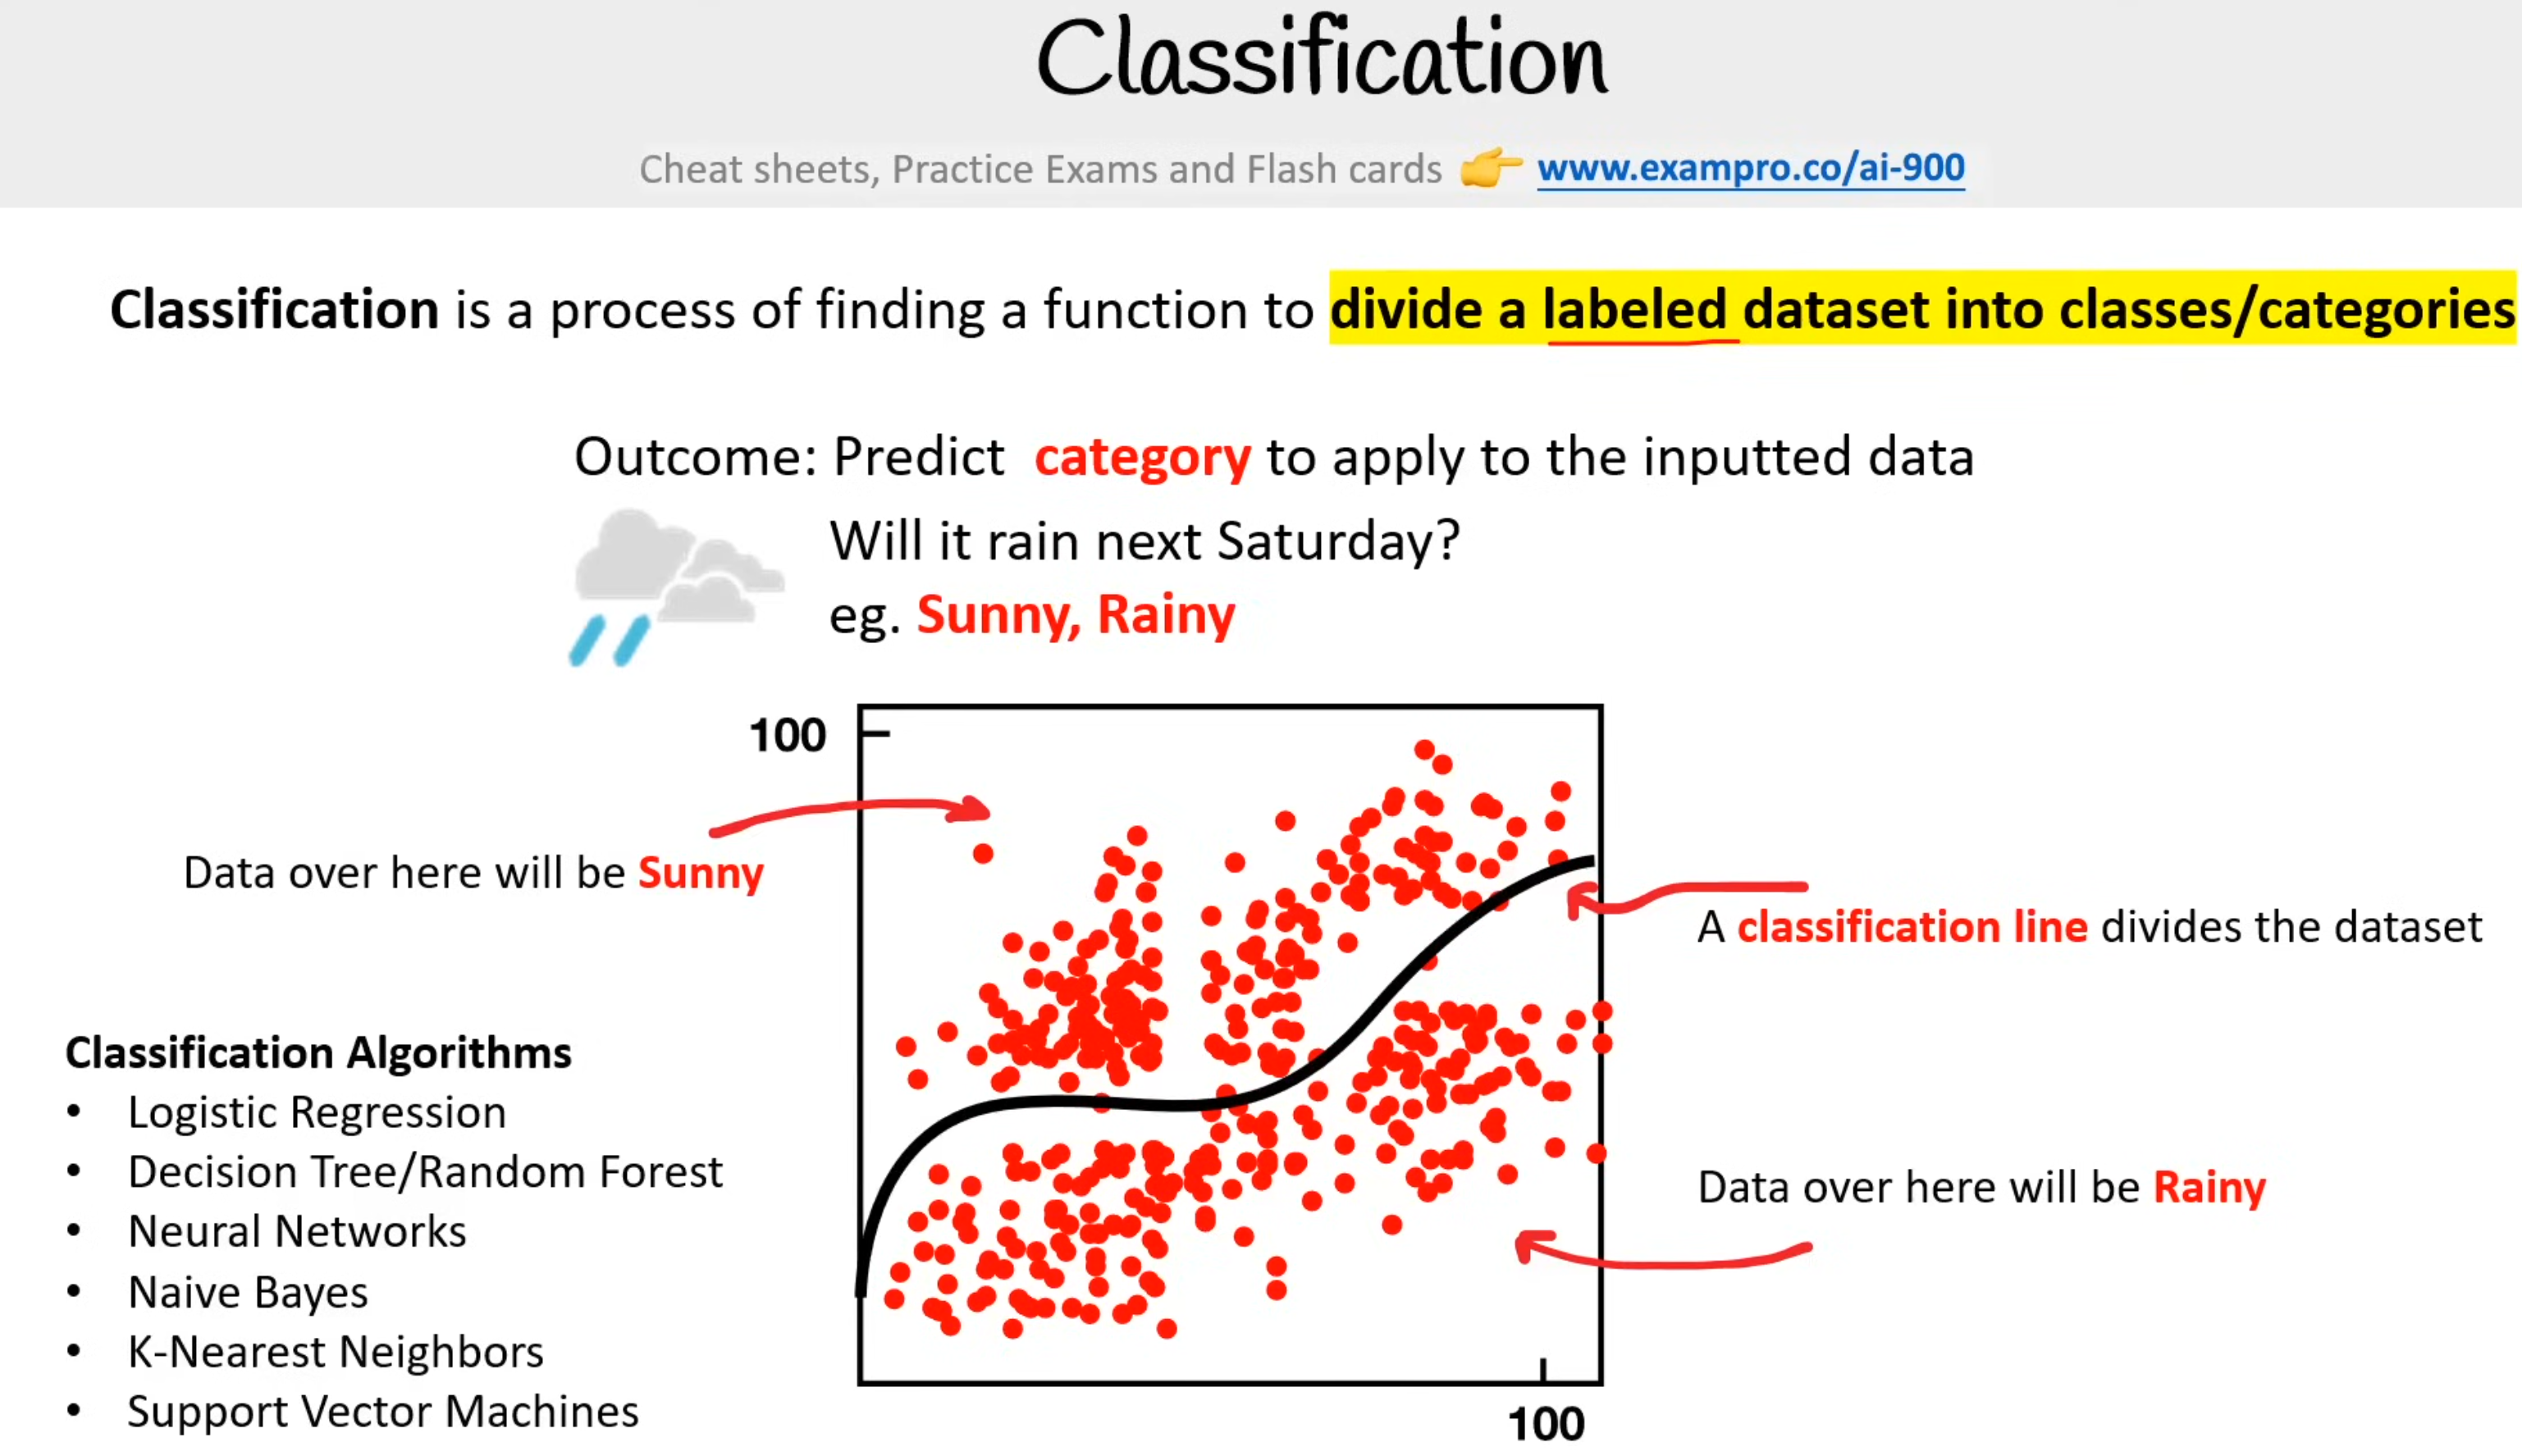 Classification
Cheat sheets, Practice Exams and Flash cards 👉 www.exampro.co/ai-900
Classification is a process of finding a function to divide a labeled dataset into classes/categories
Outcome: Predict category to apply to the inputted data
Will it rain next Saturday?
eg. Sunny, Rainy
100
Data over here will be Sunny
A classification line divides the dataset
Data over here will be Rainy
100
Classification Algorithms
• Logistic Regression
• Decision Tree/Random Forest
• Neural Networks
• Naive Bayes
• K-Nearest Neighbors
• Support Vector Machines